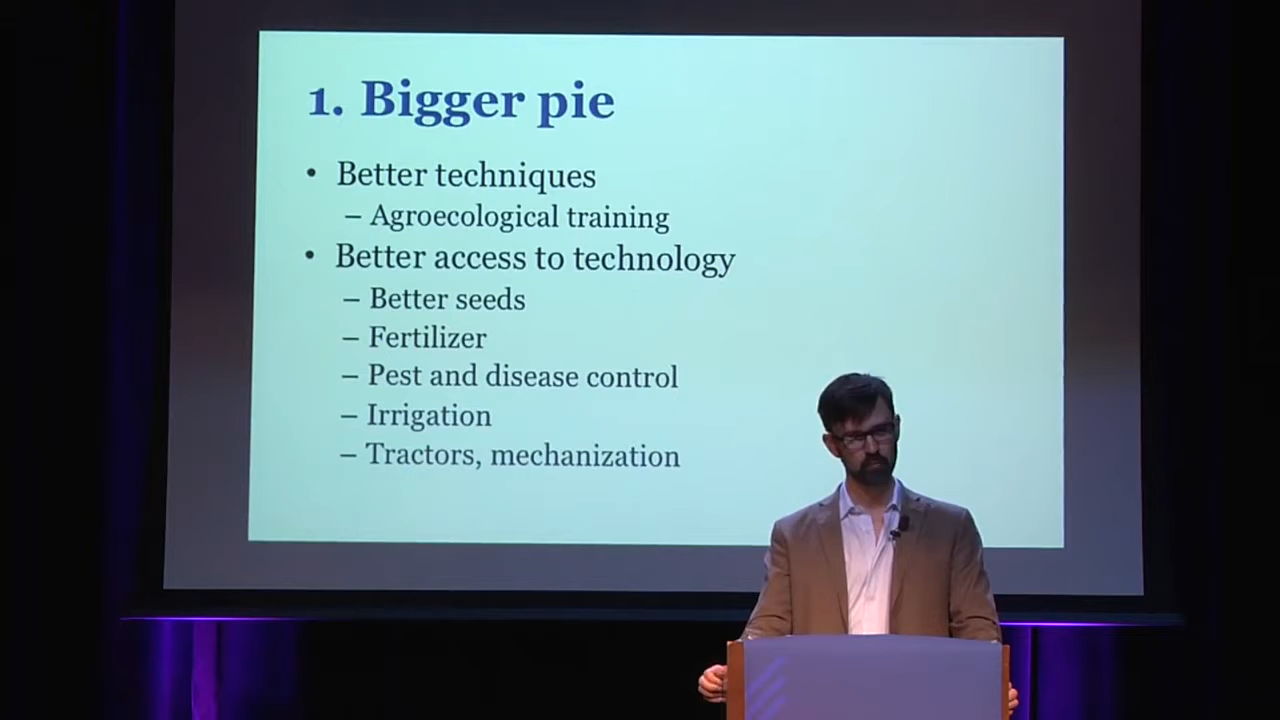 1. Bigger pie
• Better techniques
– Agroecological training
• Better access to technology
– Better seeds
– Fertilizer
– Pest and disease control
– Irrigation
– Tractors, mechanization